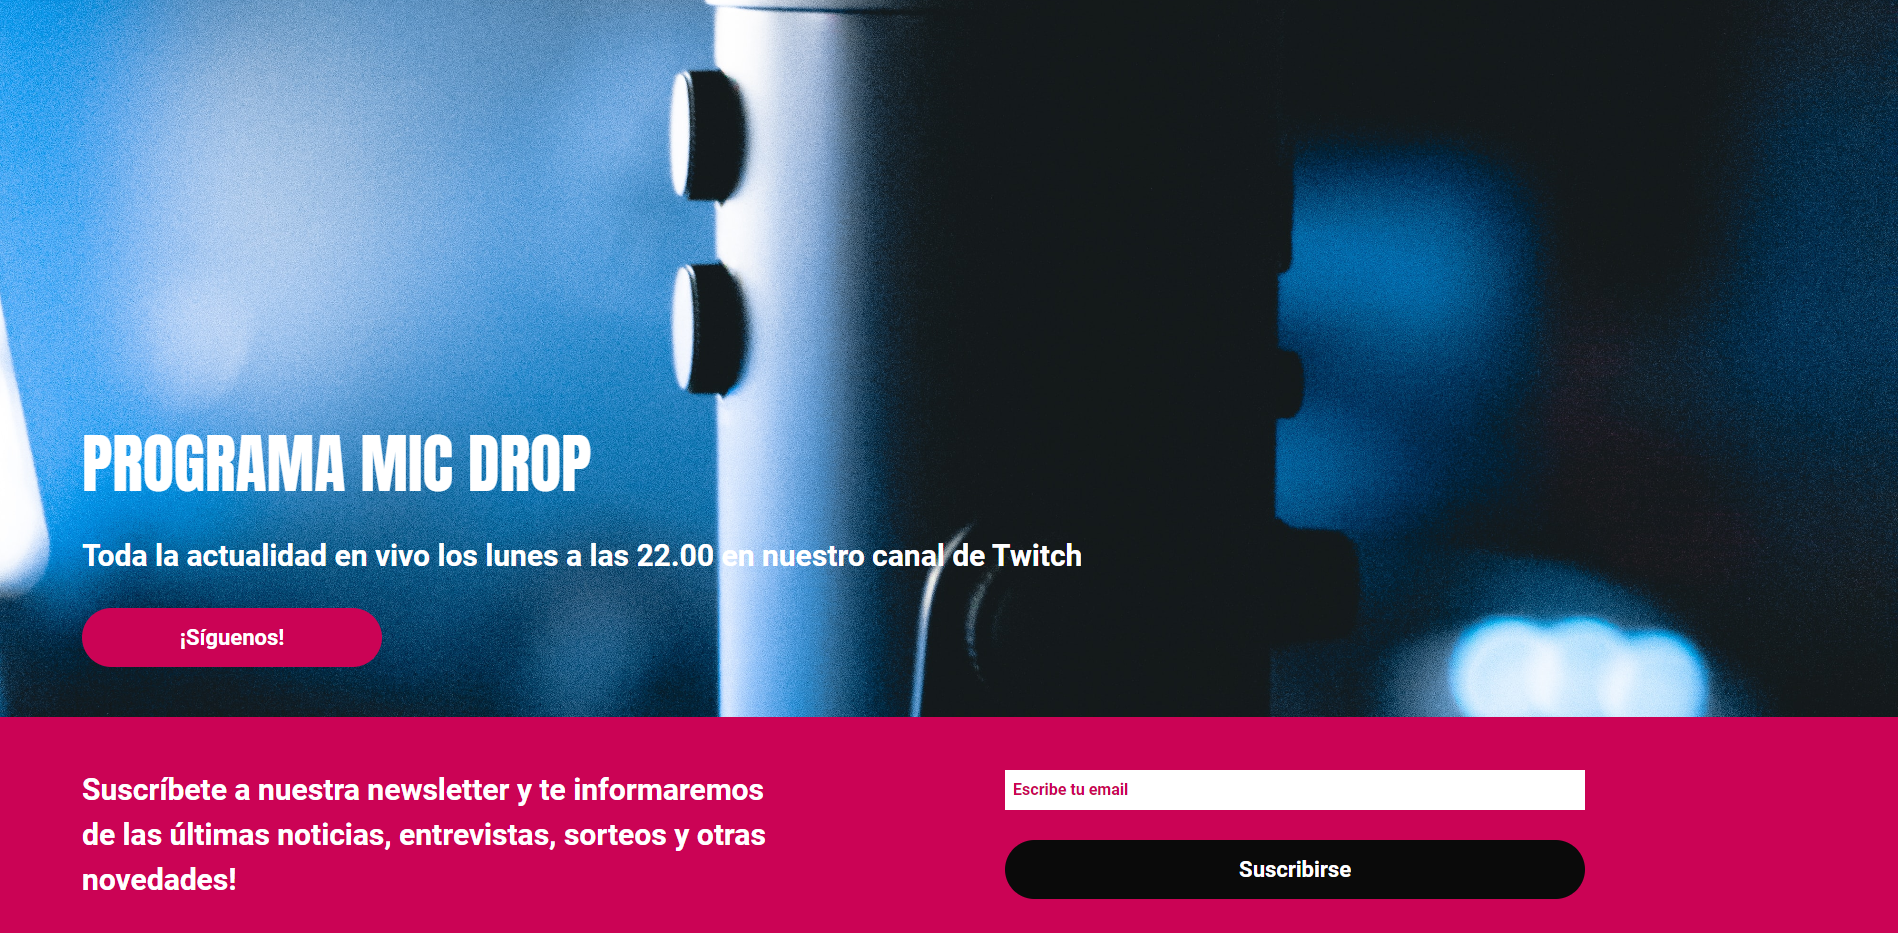 PROGRAMA MIC DROP
Toda la actualidad en vivo los lunes a las 22.00 en nuestro canal de Twitch
¡Síguenos!
Suscríbete a nuestra newsletter y te informaremos
de las últimas noticias, entrevistas, sorteos y otras
novedades!
Escribe tu email
Suscribirse